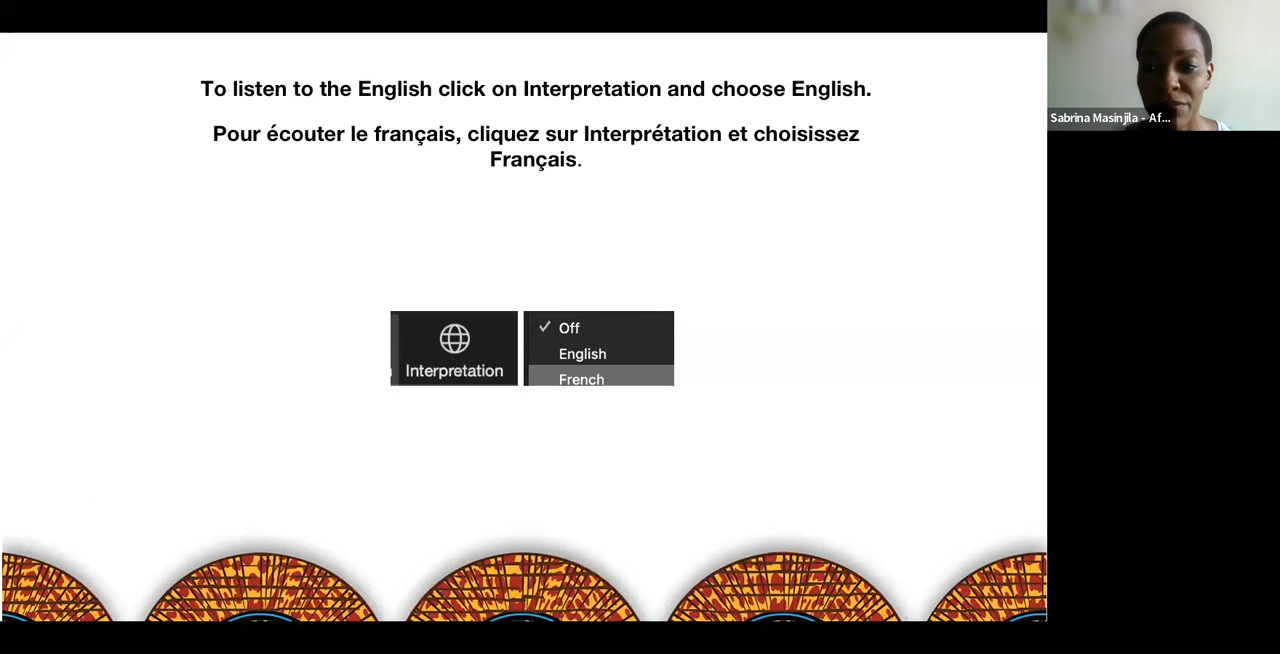 To listen to the English click on Interpretation and choose English.
Pour écouter le français, cliquez sur Interprétation et choisissez
Français.
Interpretation
Off
English
French
Sabrina Masinjila - Af...